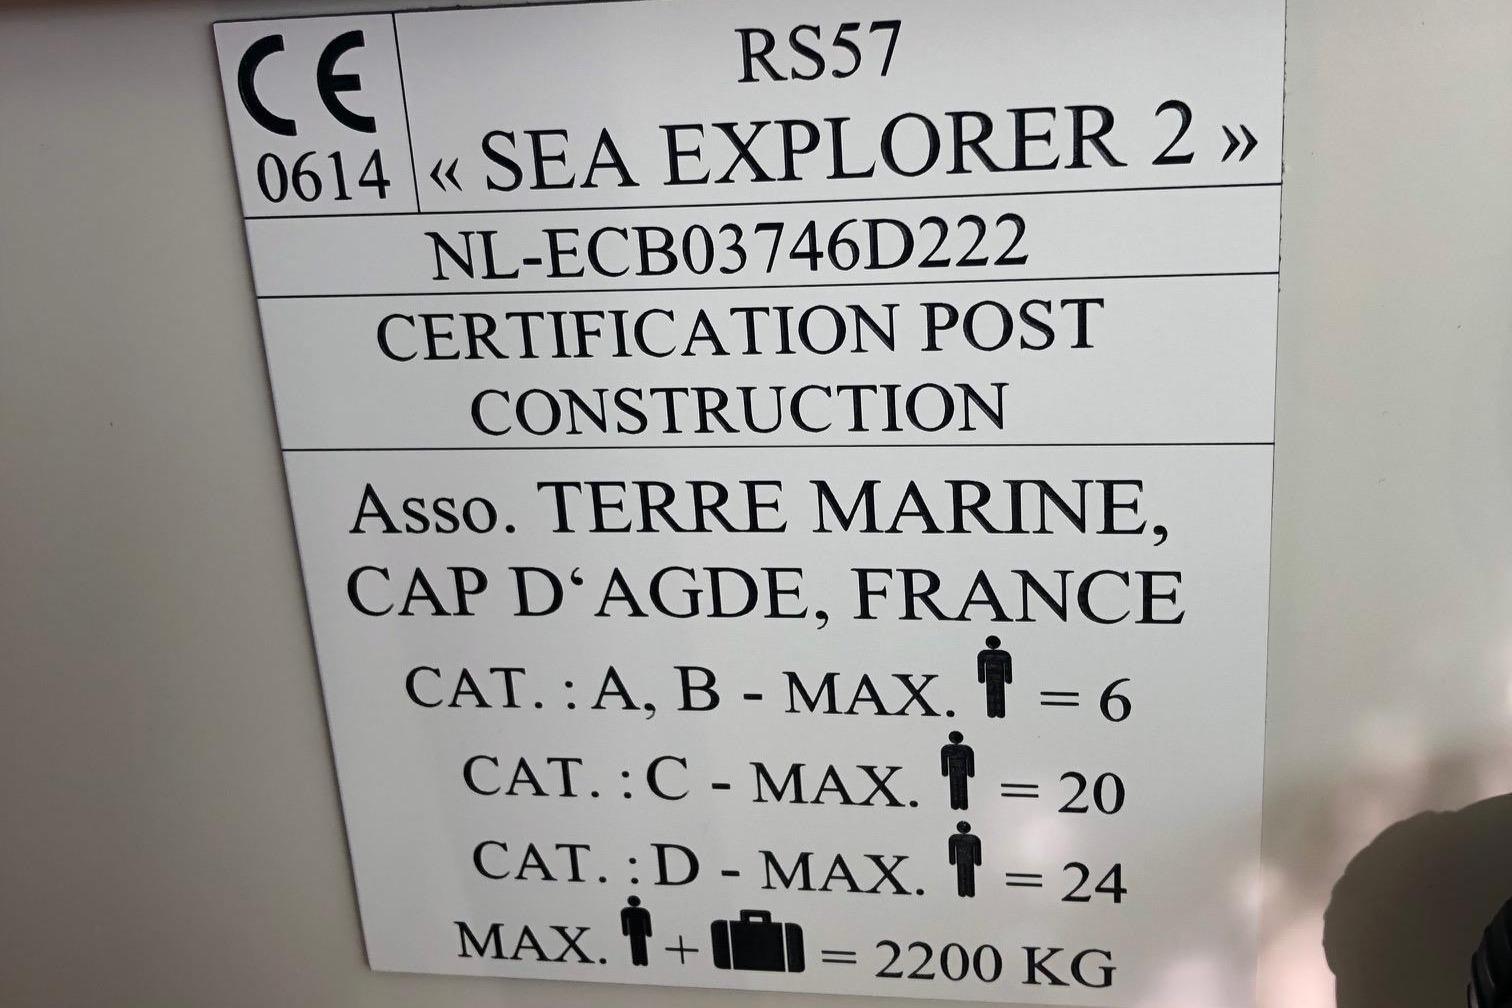 CE
0614
RS57
« SEA EXPLORER 2 »
NL-ECB03746D222
CERTIFICATION POST
CONSTRUCTION
Asso. TERRE MARINE,
CAP D‘AGDE, FRANCE
CAT. : A, B - MAX. = 6
CAT. : C - MAX. = 20
CAT. : D - MAX. = 24
MAX. + = 2200 KG